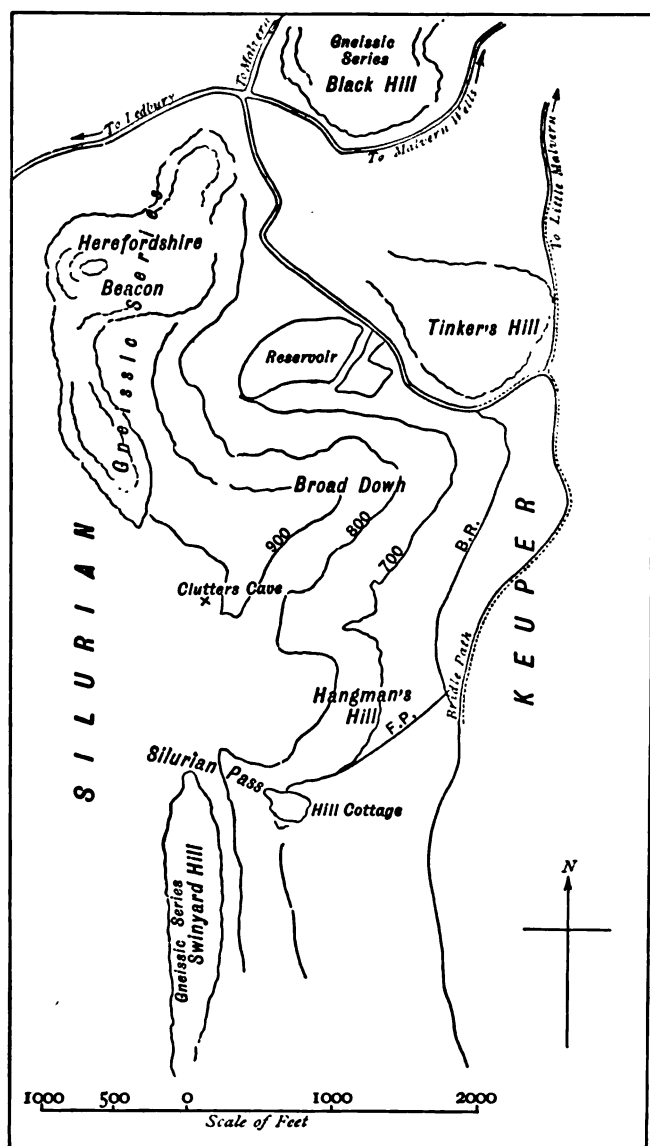 Gneissic
Series
Black Hill
To Malvern
To Ledbury
To Malvern Wells
To Little Malvern
Herefordshire
Beacon
Gneissic Series
Tinker's Hill
Reservoir
Broad Down
900
800
700
B.R.
KEUPER
Clutters Cave
SILURIAN
Hangman's
Hill
F.P.
Bridle Path
Silurian Pass
Hill Cottage
Gneissic Series
Swinyard Hill
N
1000 500 0 1000 2000
Scale of Feet